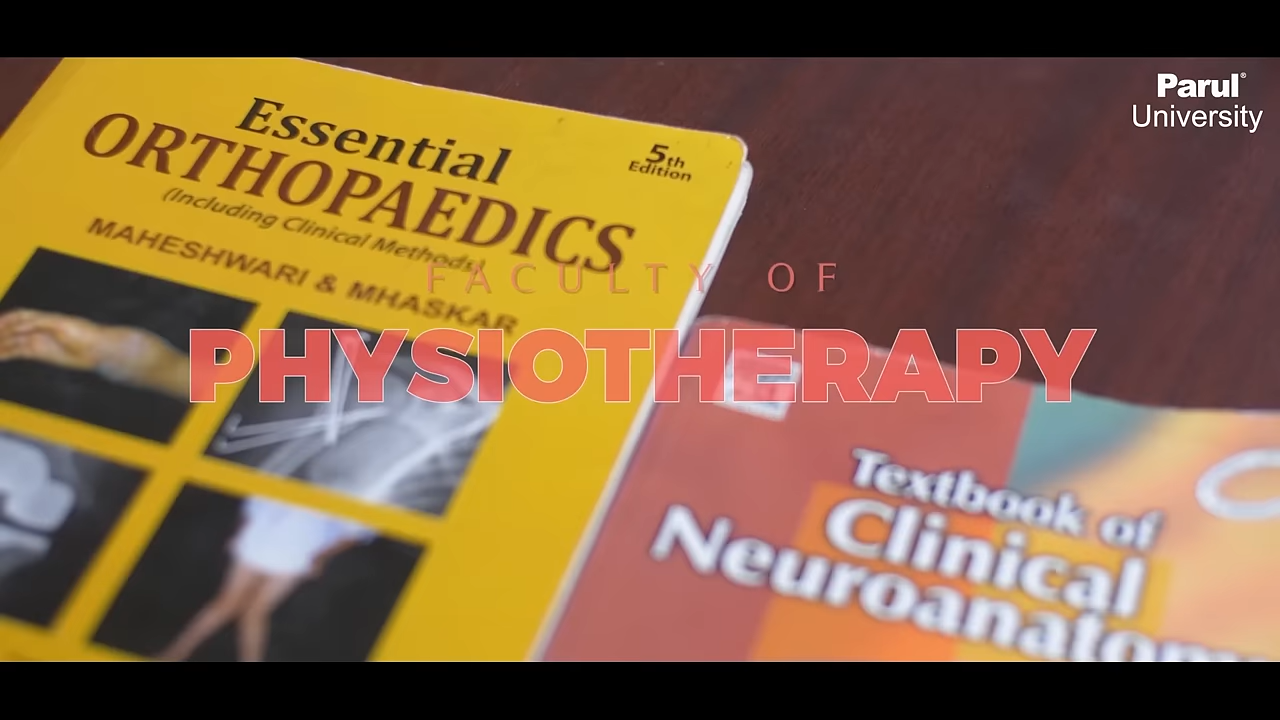 Parul®
University
Essential
ORTHOPAEDICS
(Including Clinical Methods)
5th
Edition
MAHESHWARI & MHASKAR
FACULTY OF
PHYSIOTHERAPY
Textbook of
Clinical